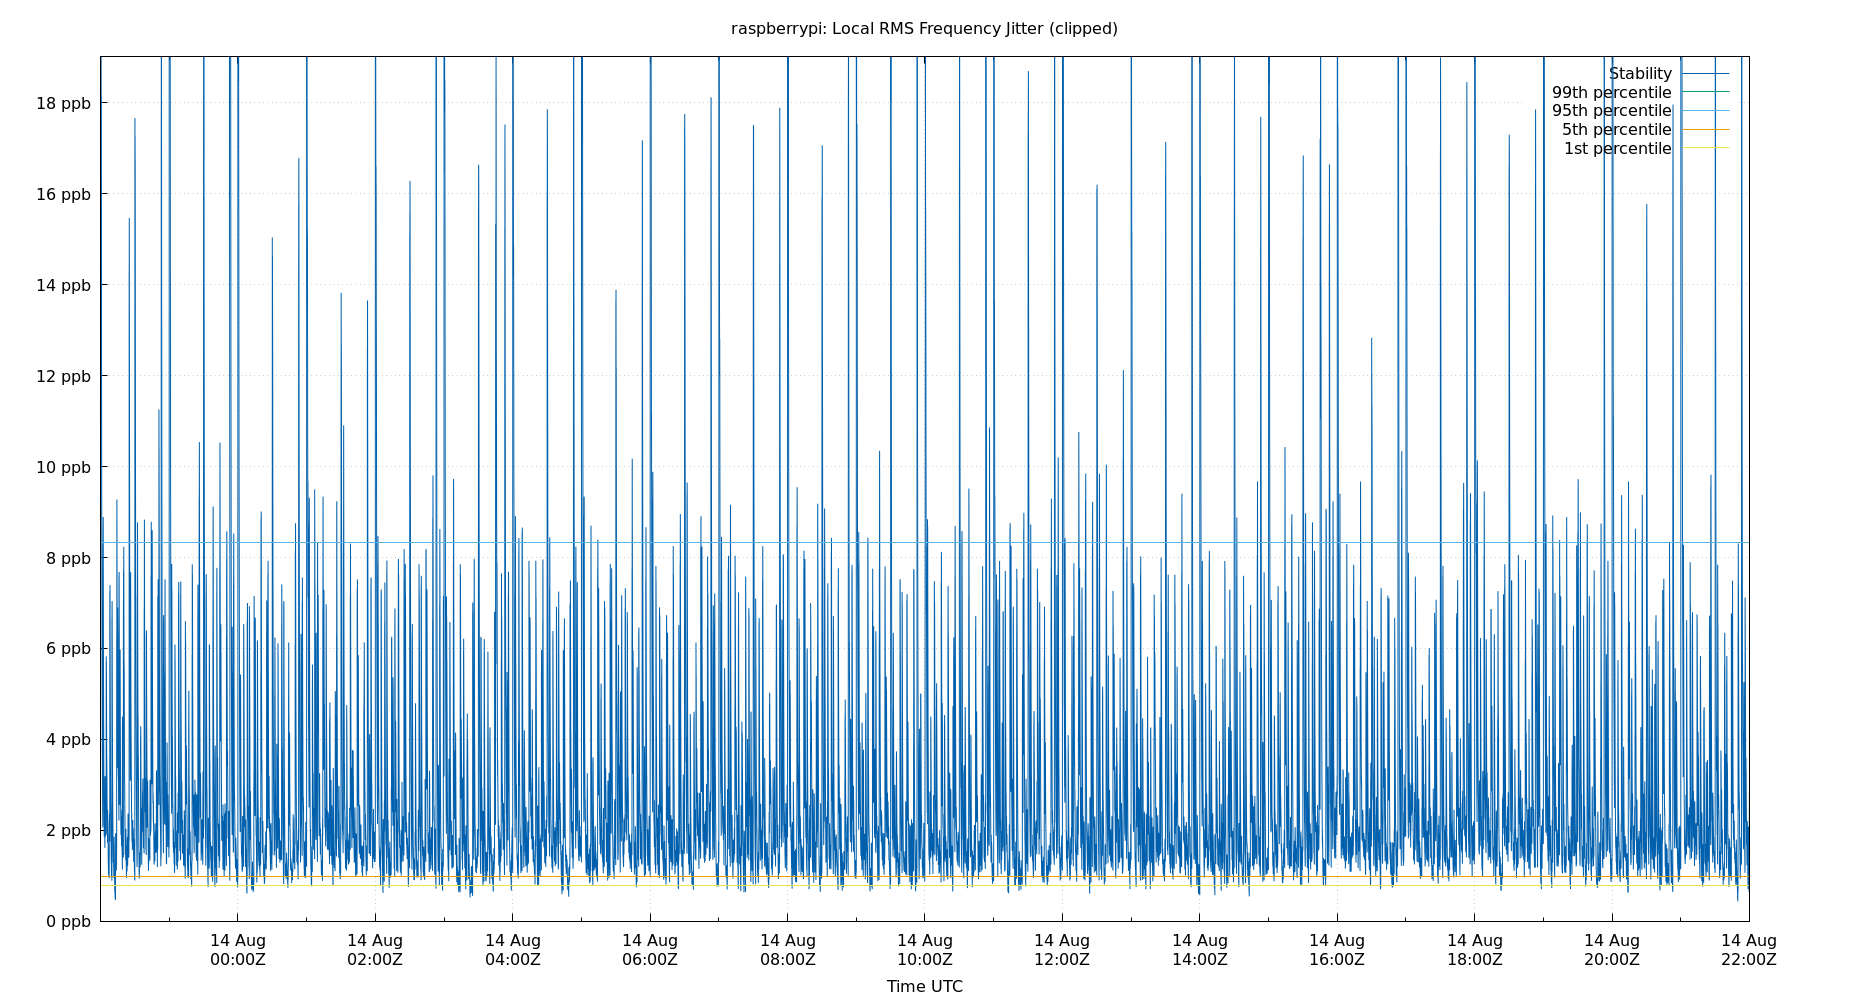 raspberrypi: Local RMS Frequency Jitter (clipped)
Stability
99th percentile
95th percentile
5th percentile
1st percentile
18 ppb
16 ppb
14 ppb
12 ppb
10 ppb
8 ppb
6 ppb
4 ppb
2 ppb
0 ppb
14 Aug 14 Aug 14 Aug 14 Aug 14 Aug 14 Aug 14 Aug 14 Aug 14 Aug 14 Aug 14 Aug 14 Aug
00:00Z 02:00Z 04:00Z 06:00Z 08:00Z 10:00Z 12:00Z 14:00Z 16:00Z 18:00Z 20:00Z 22:00Z
Time UTC